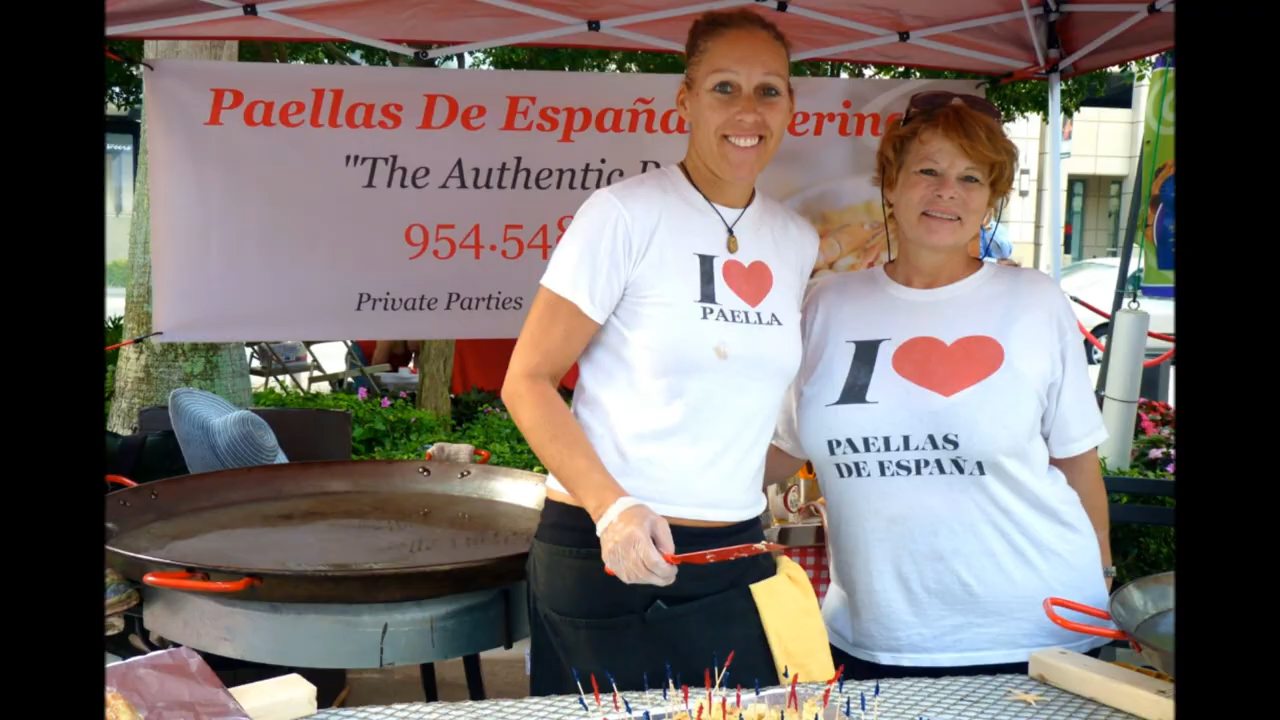 Paellas De España
"The Authentic
954.54
Private Parties
I ❤
PAELLA
I ❤
PAELLAS
DE ESPAÑA